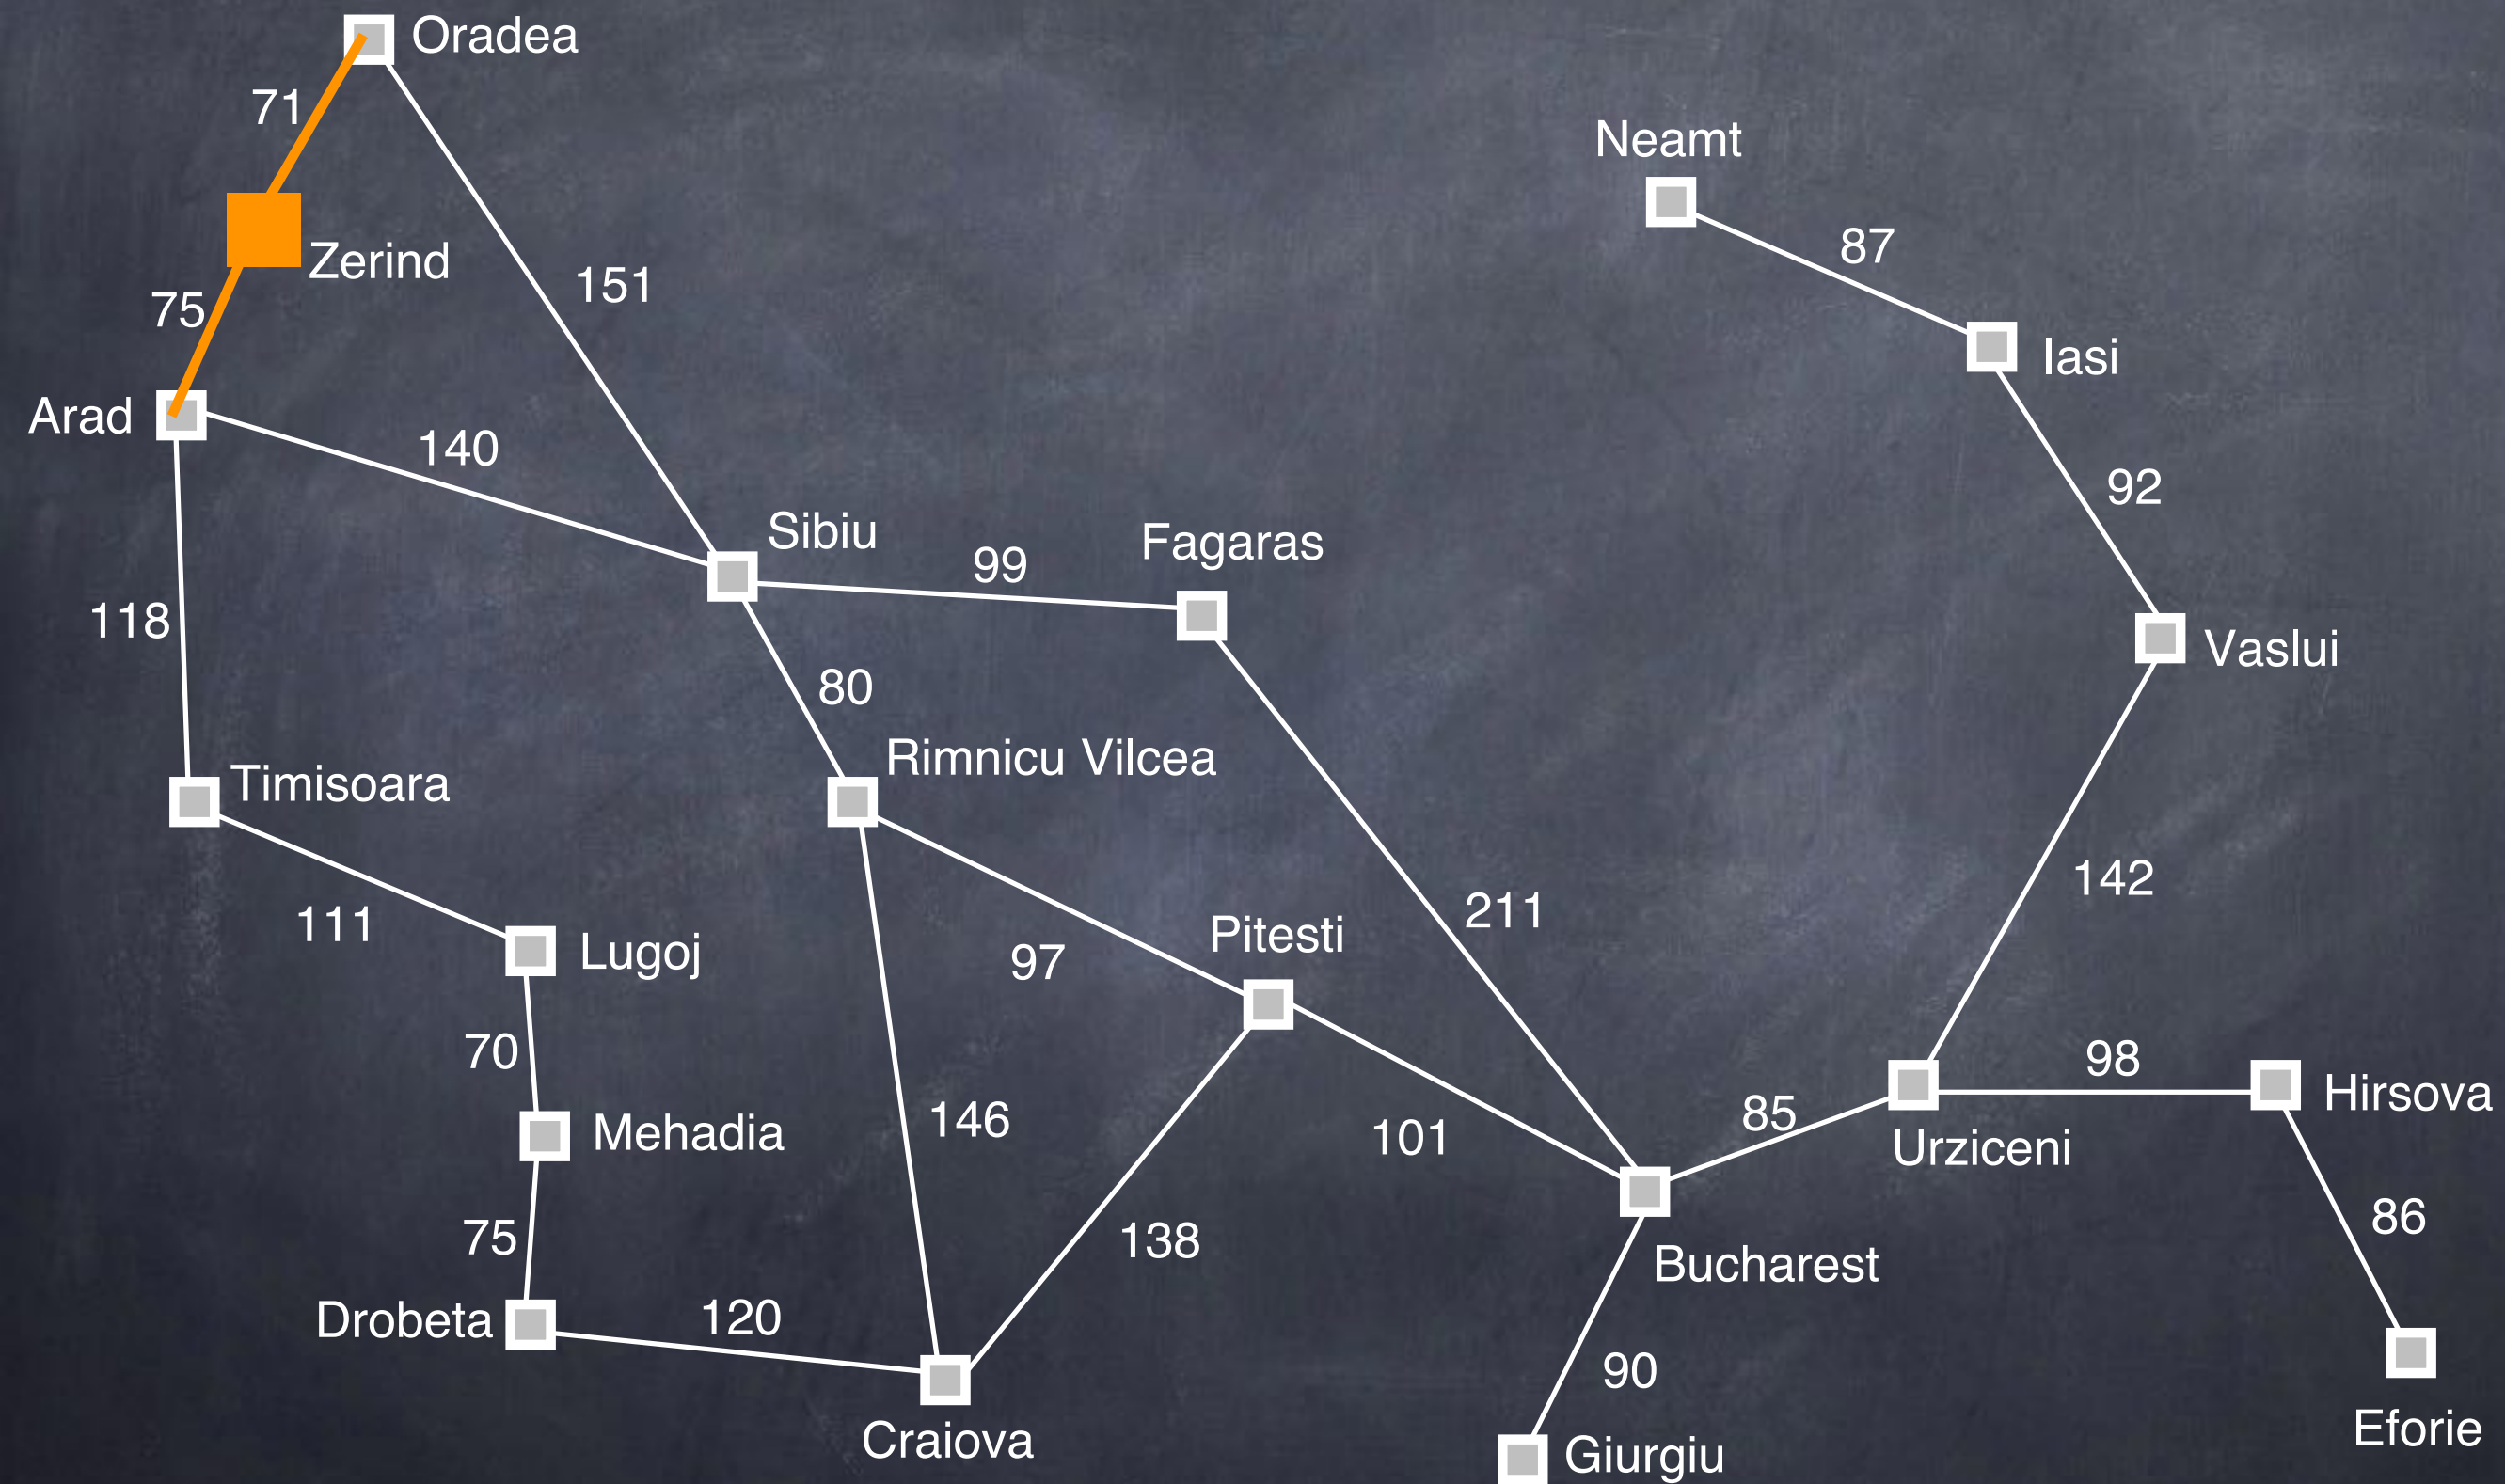 Oradea
71
Neamt
87
Zerind
151
75
Iasi
Arad
140
92
Sibiu
Fagaras
99
118
Vaslui
80
Rimnicu Vilcea
Timisoara
142
211
111
Pitesti
Lugoj
97
70
98
Hirsova
85
146
Mehadia
101
Urziceni
86
75
138
Bucharest
Drobeta
120
90
Eforie
Craiova
Giurgiu